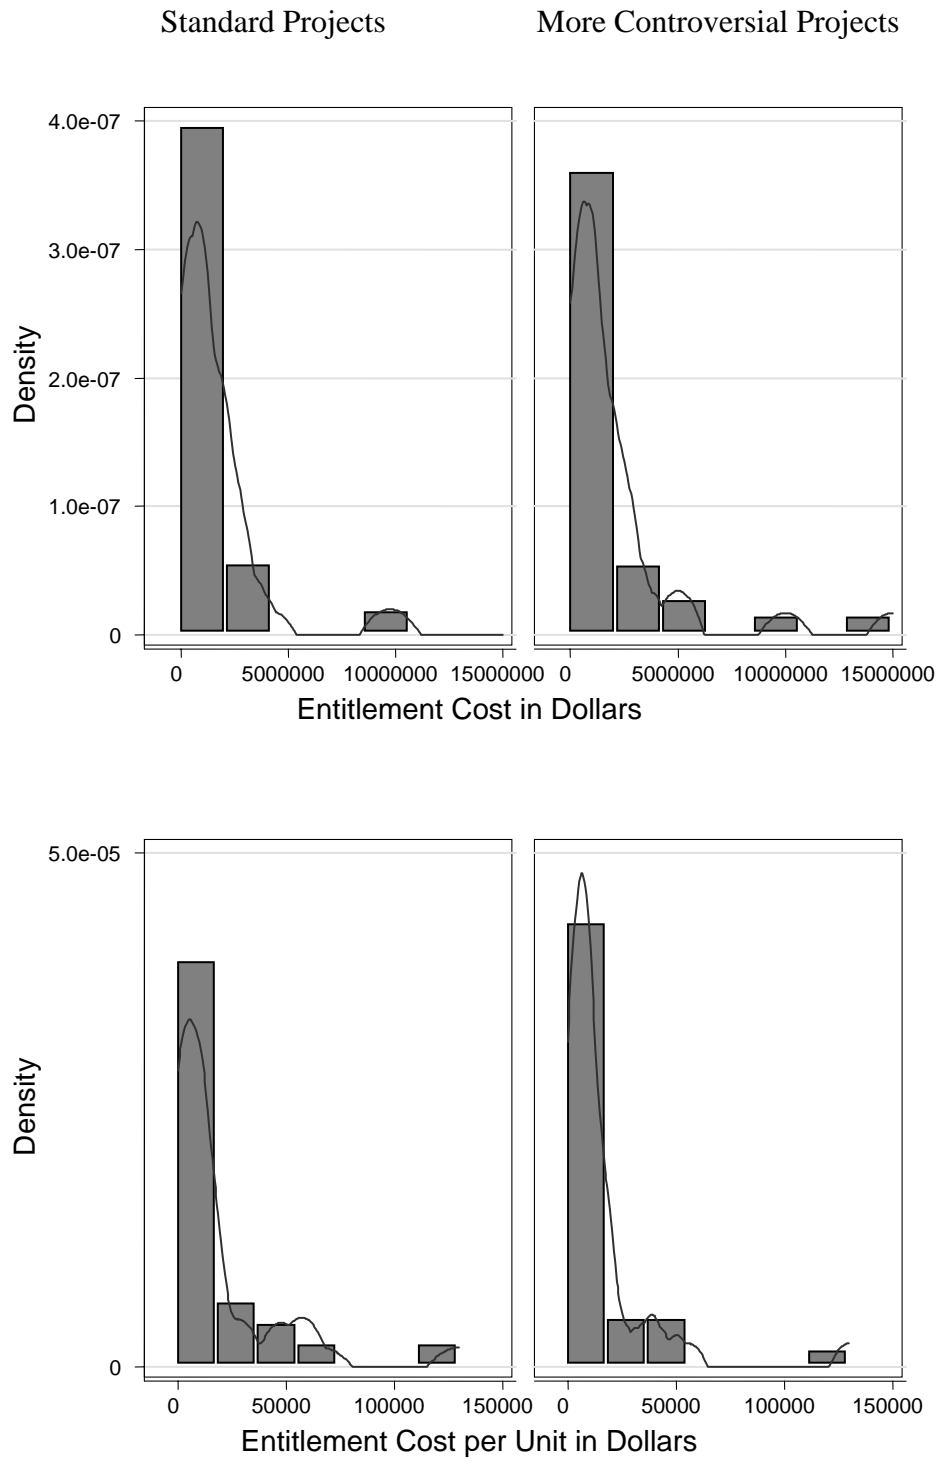 Standard Projects More Controversial Projects
4.0e-07
3.0e-07
2.0e-07
1.0e-07
0
Density
0 5000000 10000000 15000000 0 5000000 10000000 15000000
Entitlement Cost in Dollars
5.0e-05
0
Density
0 50000 100000 150000 0 50000 100000 150000
Entitlement Cost per Unit in Dollars